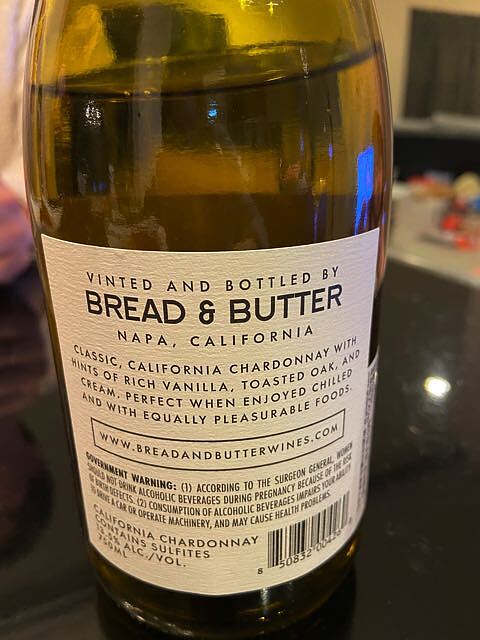 VINTED AND BOTTLED BY
BREAD & BUTTER
NAPA, CALIFORNIA
CLASSIC, CALIFORNIA CHARDONNAY WITH
HINTS OF RICH VANILLA, TOASTED OAK, AND
CREAM. PERFECT WHEN ENJOYED CHILLED
AND WITH EQUALLY PLEASURABLE FOODS.
WWW.BREADANDBUTTERWINES.COM
GOVERNMENT WARNING: (1) ACCORDING TO THE SURGEON GENERAL, WOMEN
SHOULD NOT DRINK ALCOHOLIC BEVERAGES DURING PREGNANCY BECAUSE OF THE RISK
OF BIRTH DEFECTS. (2) CONSUMPTION OF ALCOHOLIC BEVERAGES IMPAIRS YOUR ABILITY
TO DRIVE A CAR OR OPERATE MACHINERY, AND MAY CAUSE HEALTH PROBLEMS.
CALIFORNIA CHARDONNAY
CONTAINS SULFITES
ALC./VOL.
750ML
8